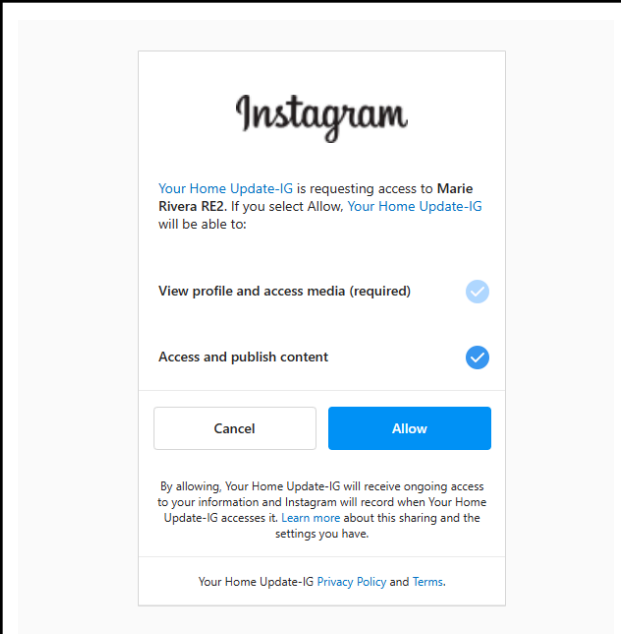 Instagram
Your Home Update-IG is requesting access to Marie
Rivera RE2. If you select Allow, Your Home Update-IG
will be able to:
View profile and access media (required)
Access and publish content
Cancel
Allow
By allowing, Your Home Update-IG will receive ongoing access
to your information and Instagram will record when Your Home
Update-IG accesses it. Learn more about this sharing and the
settings you have.
Your Home Update-IG Privacy Policy and Terms.